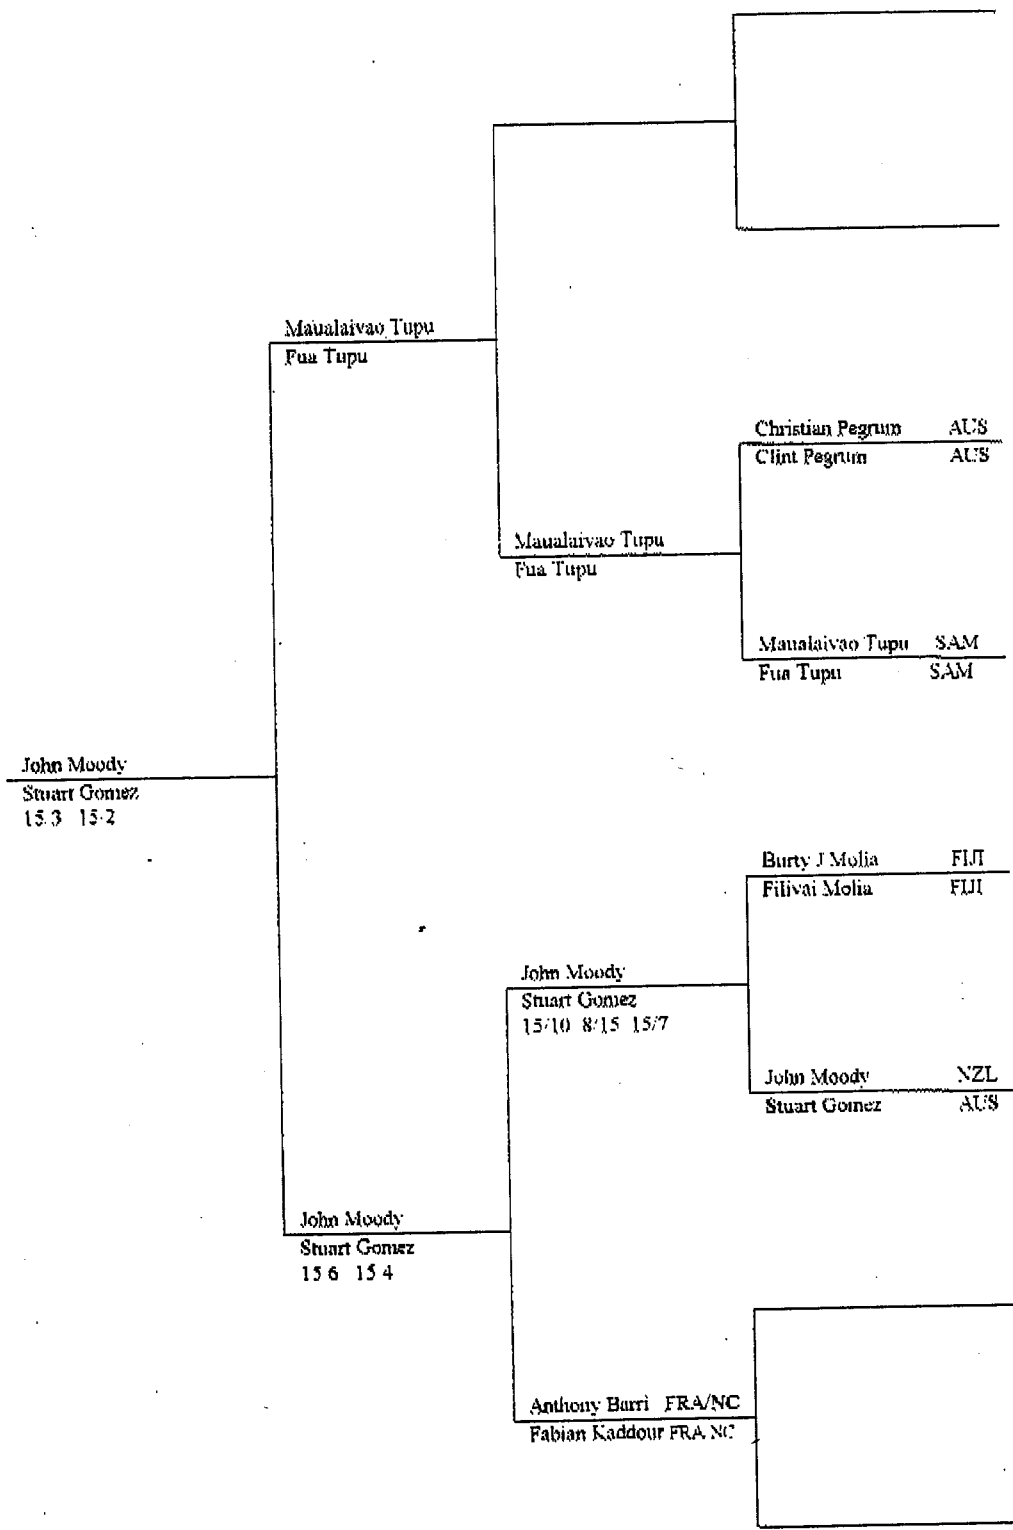 Maualaivao Tupu
Fua Tupu
Christian Pegrum AUS
Clint Pegrum AUS
Maualaivao Tupu
Fua Tupu
Maualaivao Tupu SAM
Fua Tupu SAM
John Moody
Stuart Gomez
15-3 15-2
Burty J Molia FIJI
Filivai Molia FIJI
John Moody
Stuart Gomez
15/10 8/15 15/7
John Moody NZL
Stuart Gomez AUS
John Moody
Stuart Gomez
15 6 15 4
Anthony Barri FRA/NC
Fabian Kaddour FRA/NC